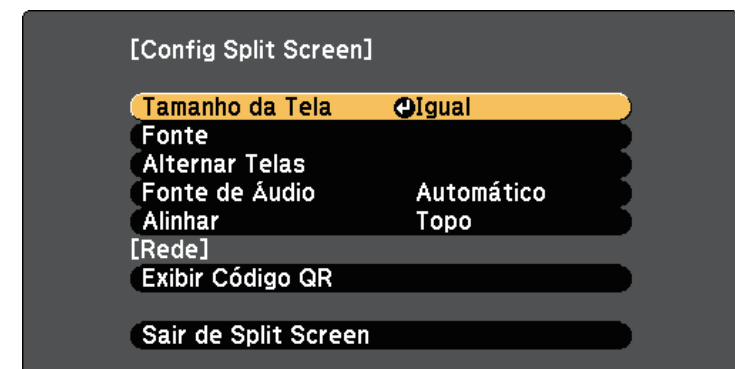 [Config Split Screen]
Tamanho da Tela Igual
Fonte
Alternar Telas
Fonte de Áudio Automático
Alinhar Topo
[Rede]
Exibir Código QR
Sair de Split Screen